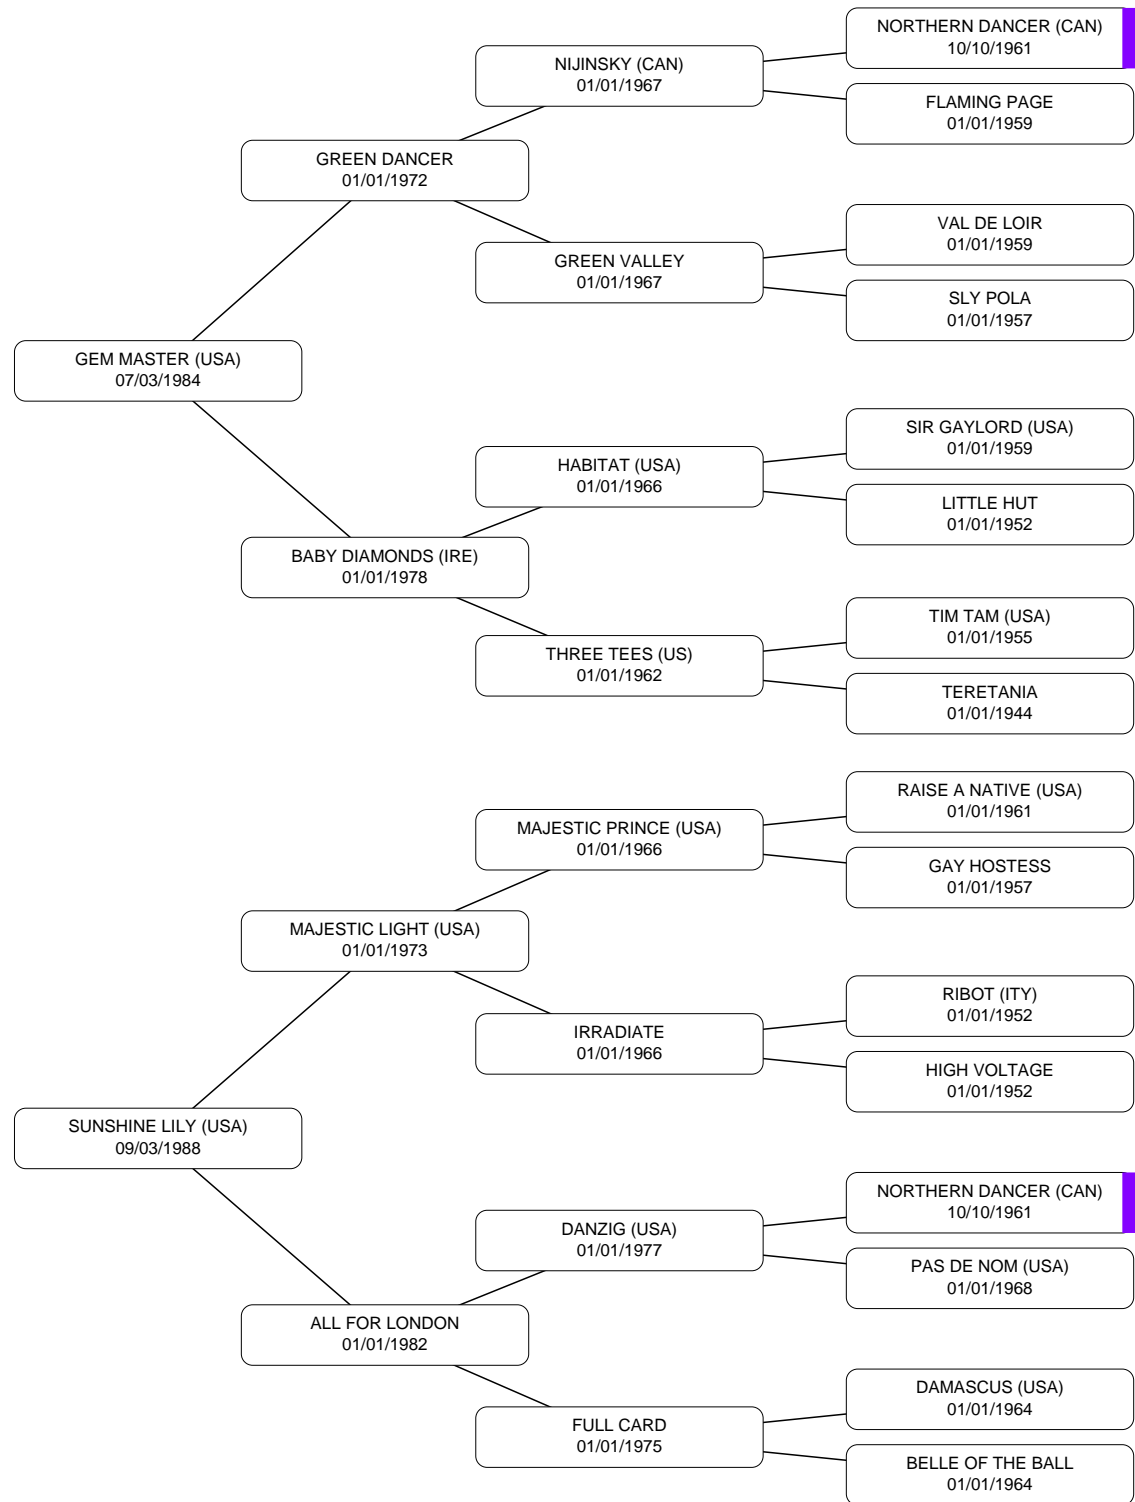 NORTHERN DANCER (CAN)
10/10/1961
NIJINSKY (CAN)
01/01/1967
FLAMING PAGE
01/01/1959
GREEN DANCER
01/01/1972
VAL DE LOIR
01/01/1959
GREEN VALLEY
01/01/1967
SLY POLA
01/01/1957
GEM MASTER (USA)
07/03/1984
SIR GAYLORD (USA)
01/01/1959
HABITAT (USA)
01/01/1966
LITTLE HUT
01/01/1952
BABY DIAMONDS (IRE)
01/01/1978
TIM TAM (USA)
01/01/1955
THREE TEES (US)
01/01/1962
TERETANIA
01/01/1944
RAISE A NATIVE (USA)
01/01/1961
MAJESTIC PRINCE (USA)
01/01/1966
GAY HOSTESS
01/01/1957
MAJESTIC LIGHT (USA)
01/01/1973
RIBOT (ITY)
01/01/1952
IRRADIATE
01/01/1966
HIGH VOLTAGE
01/01/1952
SUNSHINE LILY (USA)
09/03/1988
NORTHERN DANCER (CAN)
10/10/1961
DANZIG (USA)
01/01/1977
PAS DE NOM (USA)
01/01/1968
ALL FOR LONDON
01/01/1982
DAMASCUS (USA)
01/01/1964
FULL CARD
01/01/1975
BELLE OF THE BALL
01/01/1964